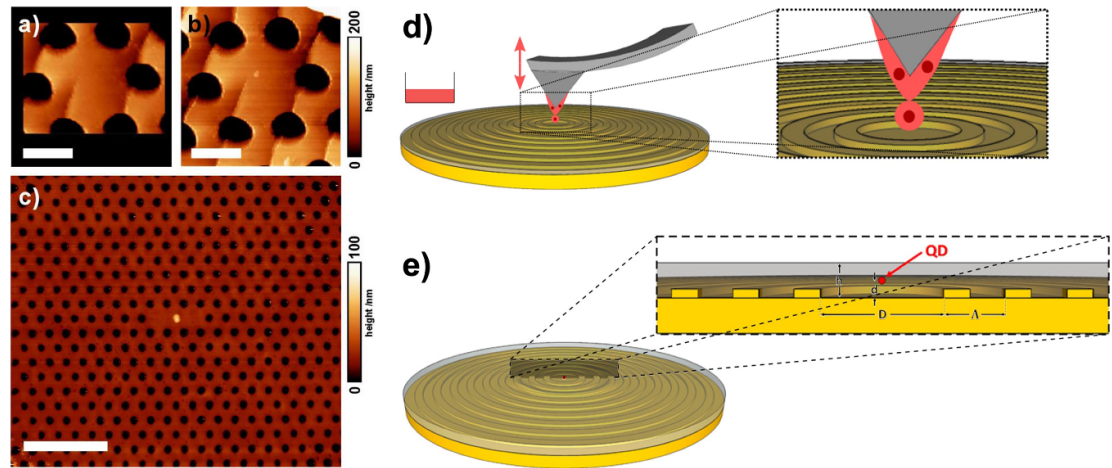 a)
b)
200
height /nm
0
c)
100
height /nm
0
d)
e)
QD
h
d
D
Λ